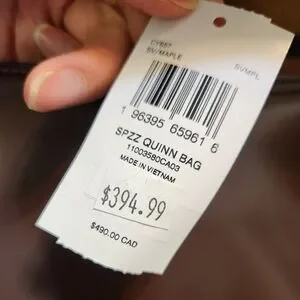 CY887
SV/MAPLE
SVMPL
1 96395 65961 6
SPZZ QUINN BAG
11003580CA03
MADE IN VIETNAM
$394.99
$490.00 CAD